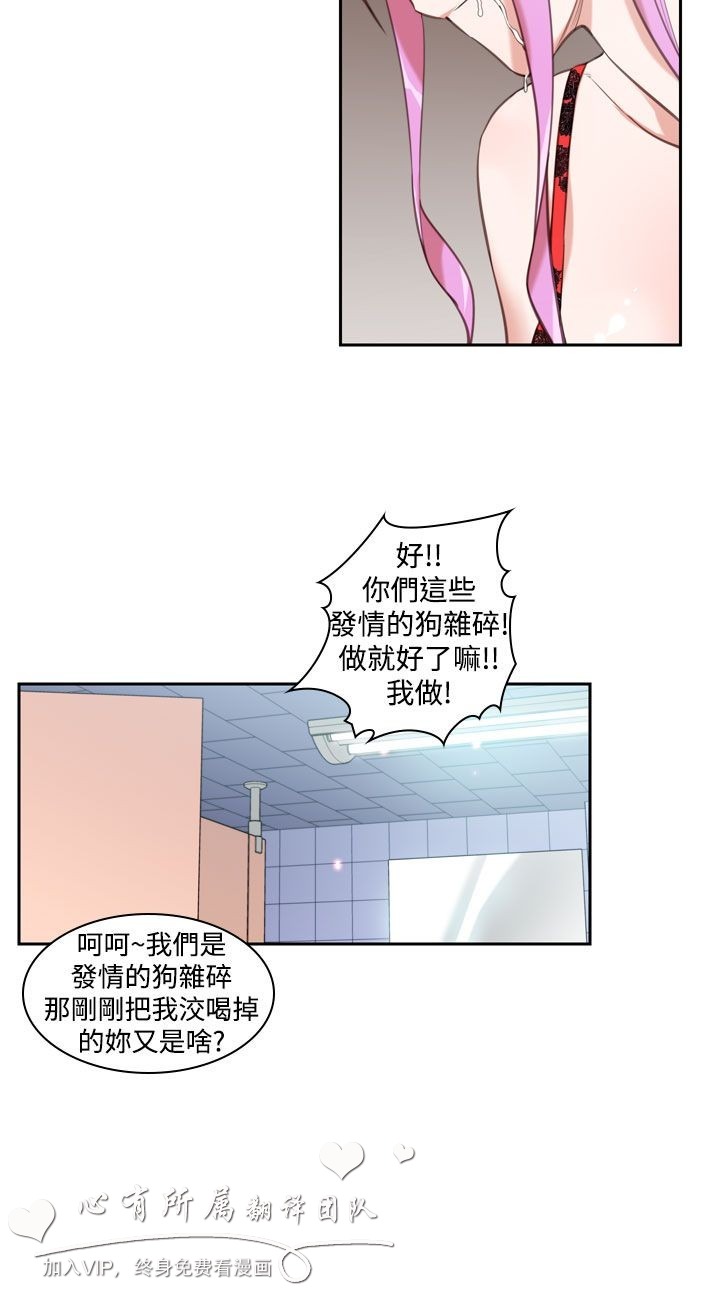 好!!
你們這些
發情的狗雜碎!
做就好了嘛!!
我做!
呵呵~我們是
發情的狗雜碎
那剛剛把我洨喝掉
的妳又是啥?
心有所属翻译团队
加入VIP，终身免费看漫画